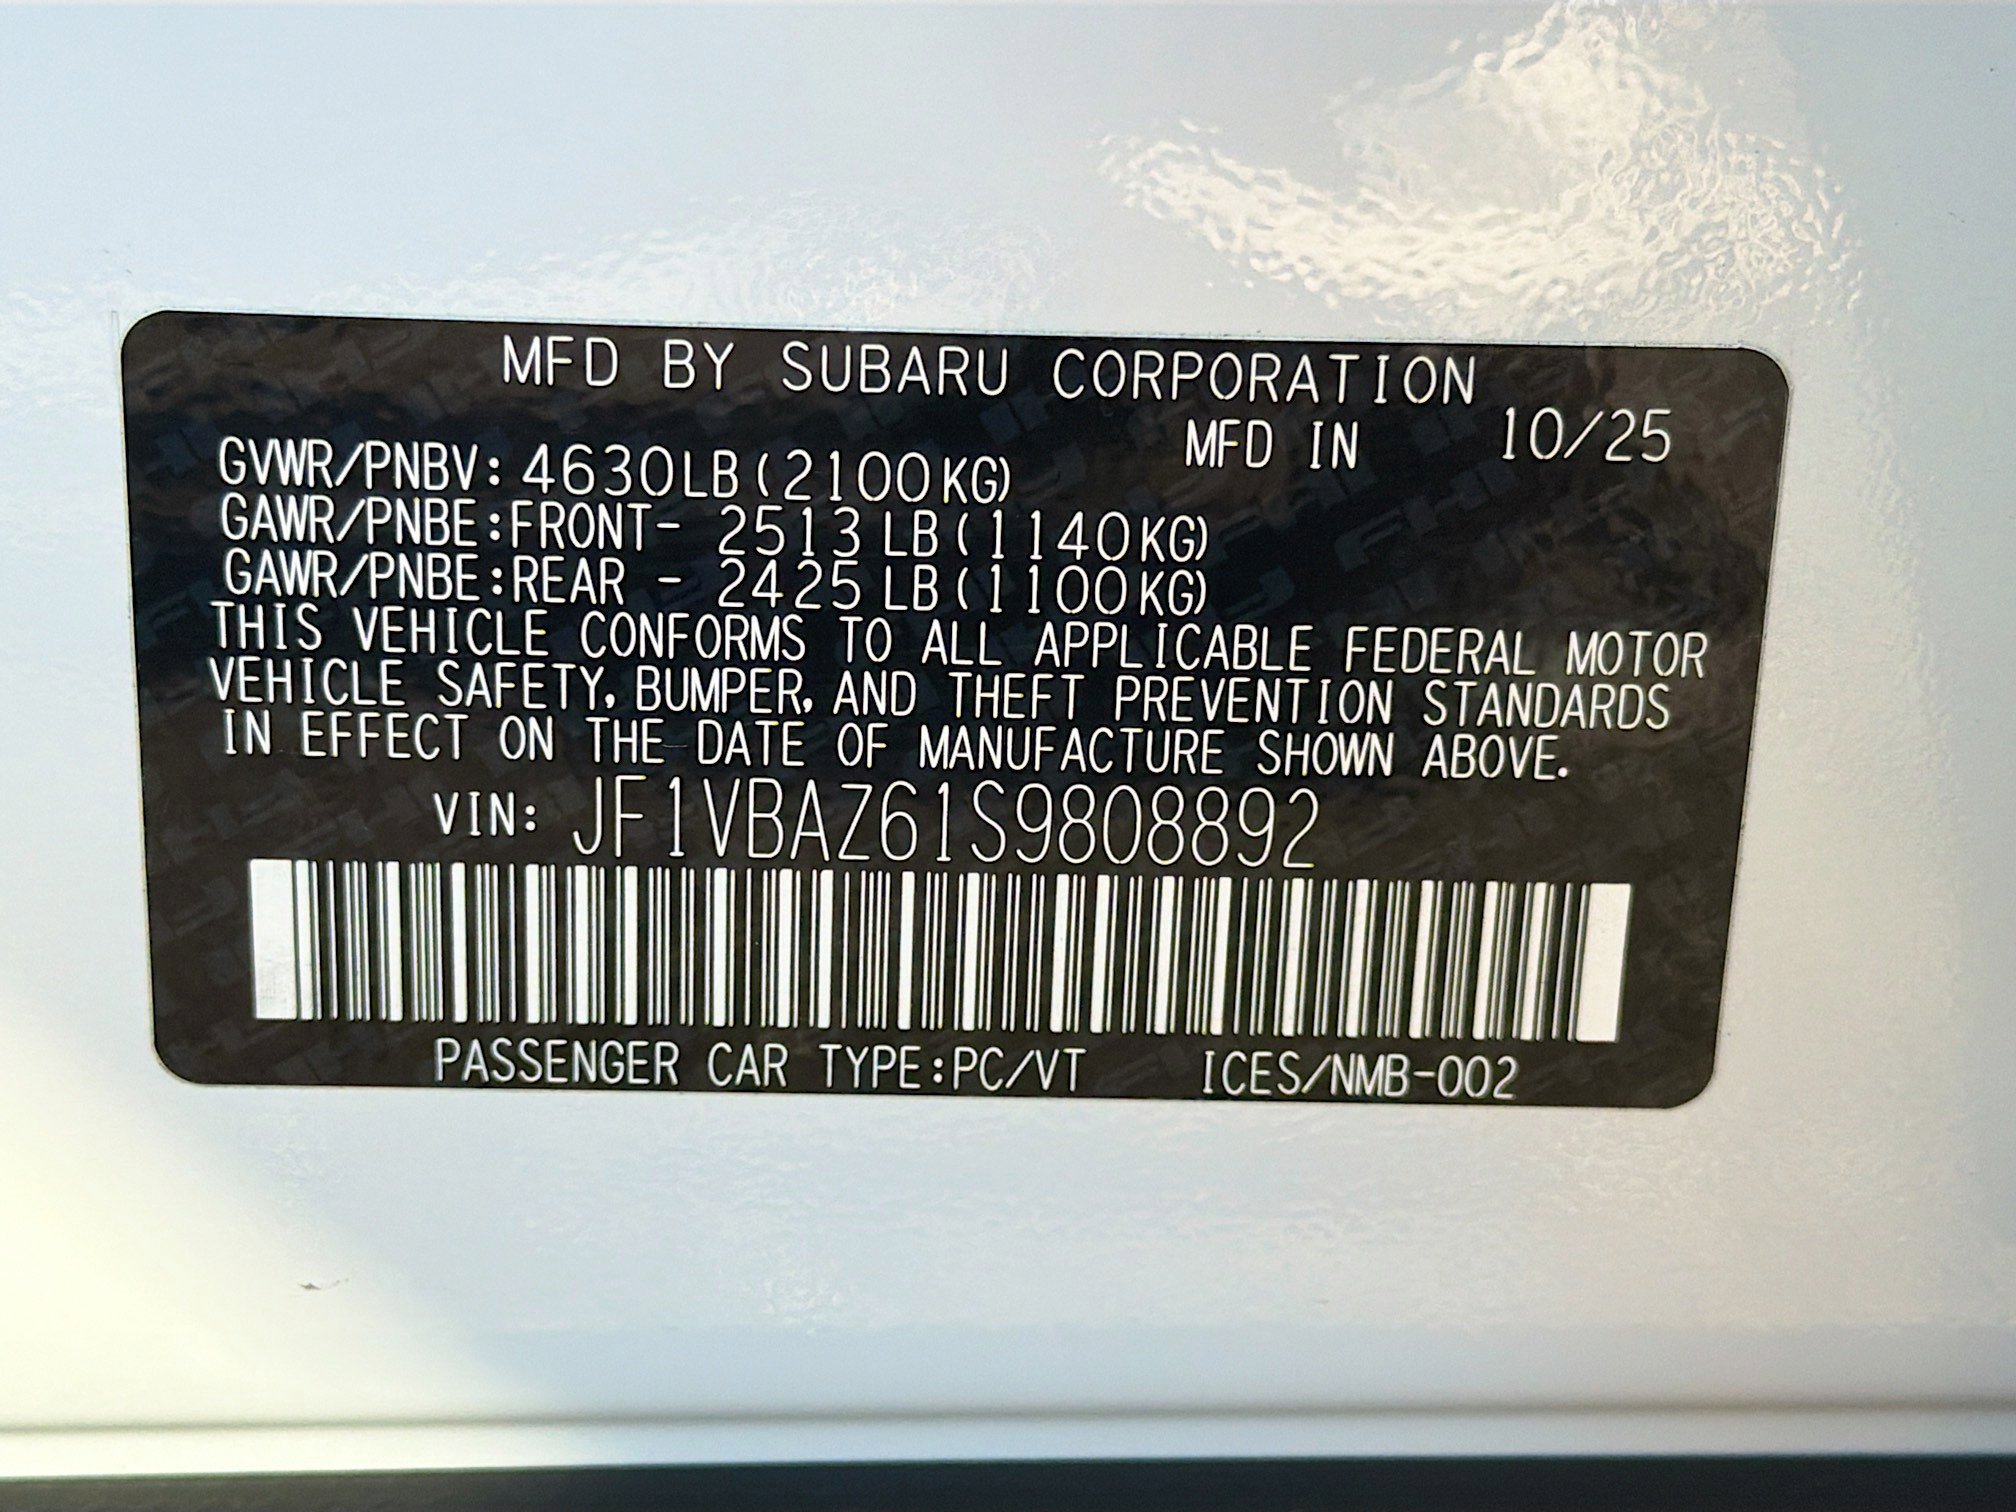 MFD BY SUBARU CORPORATION
MFD IN 10/25
GVWR/PNBV: 4630LB (2100KG)
GAWR/PNBE:FRONT- 2513 LB (1140KG)
GAWR/PNBE:REAR - 2425 LB (1100KG)
THIS VEHICLE CONFORMS TO ALL APPLICABLE FEDERAL MOTOR
VEHICLE SAFETY, BUMPER, AND THEFT PREVENTION STANDARDS
IN EFFECT ON THE DATE OF MANUFACTURE SHOWN ABOVE.
VIN: JF1VBAZ61S9808892
PASSENGER CAR TYPE:PC/VT ICES/NMB-002